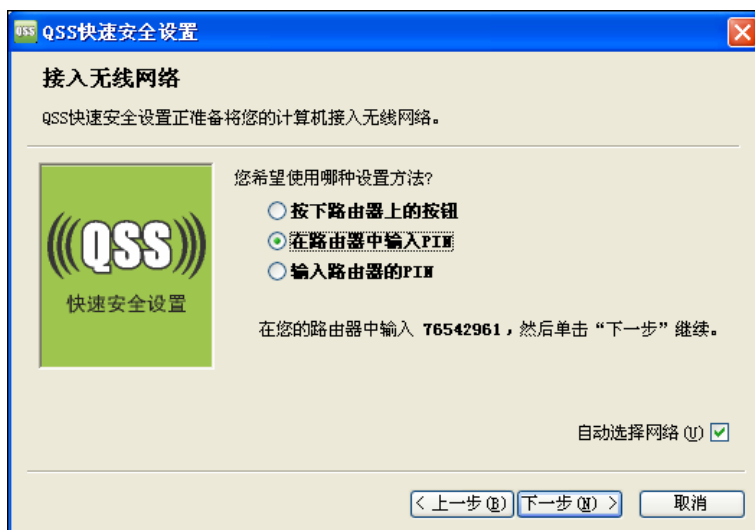 QSS QSS快速安全设置
接入无线网络
QSS快速安全设置正准备将您的计算机接入无线网络。
您希望使用哪种设置方法?
按下路由器上的按钮
在路由器中输入PIN
输入路由器的PIN
QSS
快速安全设置
在您的路由器中输入 76542961，然后单击“下一步”继续。
自动选择网络(U)
< 上一步(B) 下一步(N) > 取消